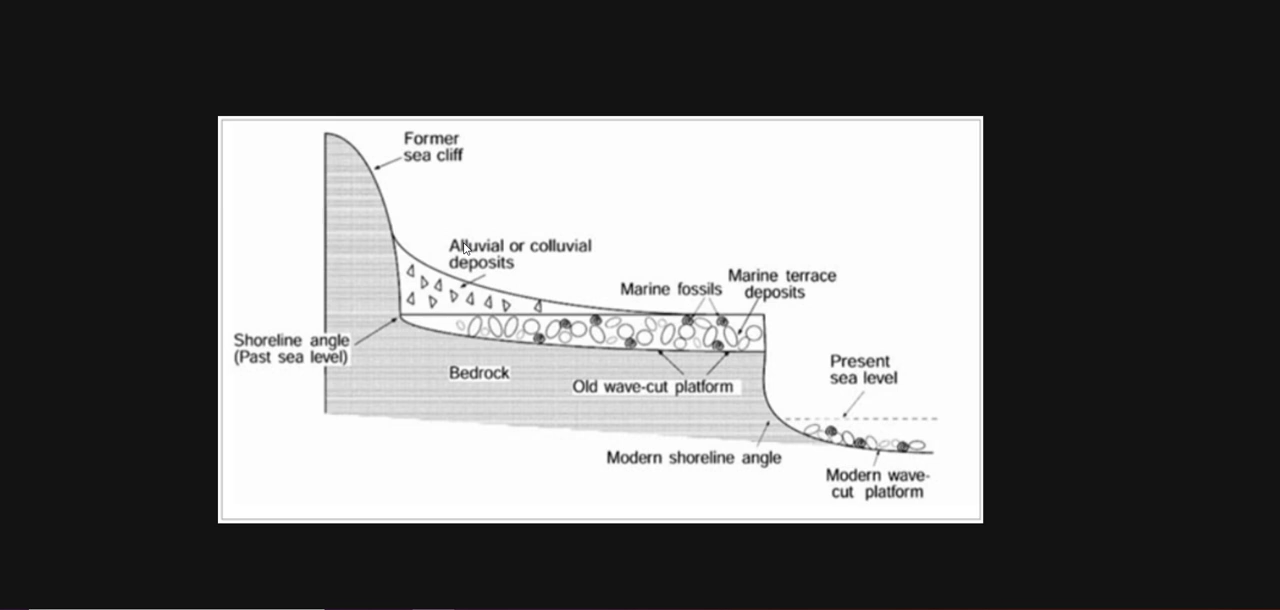 Former
sea cliff
Alluvial or colluvial
deposits
Marine fossils
Marine terrace
deposits
Shoreline angle
(Past sea level)
Bedrock
Old wave-cut platform
Present
sea level
Modern shoreline angle
Modern wave-
cut platform